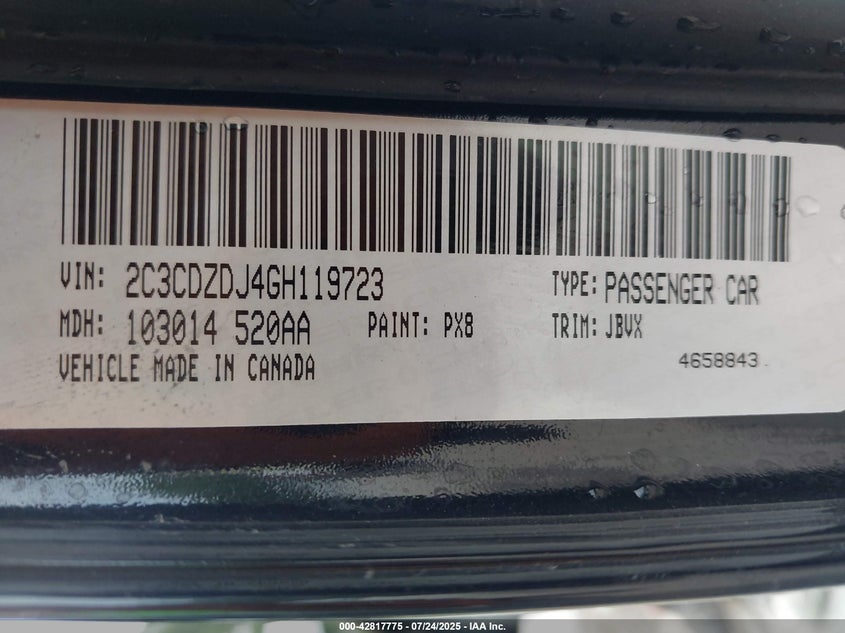 VIN: 2C3CDZDJ4GH119723 TYPE: PASSENGER CAR
MDH: 103014 520AA PAINT: PX8 TRIM: JBVX
VEHICLE MADE IN CANADA 4658843
000-42817775 - 07/24/2025 - IAA Inc.